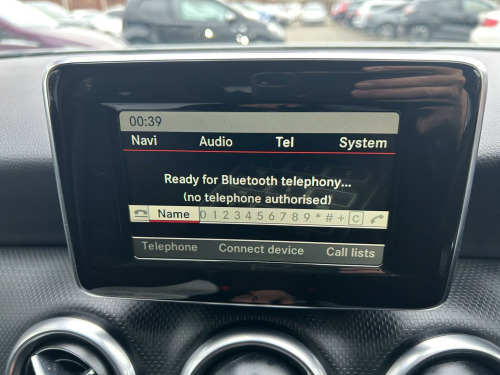 00:39
Navi Audio Tel System
Ready for Bluetooth telephony...
(no telephone authorised)
Name 0 1 2 3 4 5 6 7 8 9 * # + C
Telephone Connect device Call lists